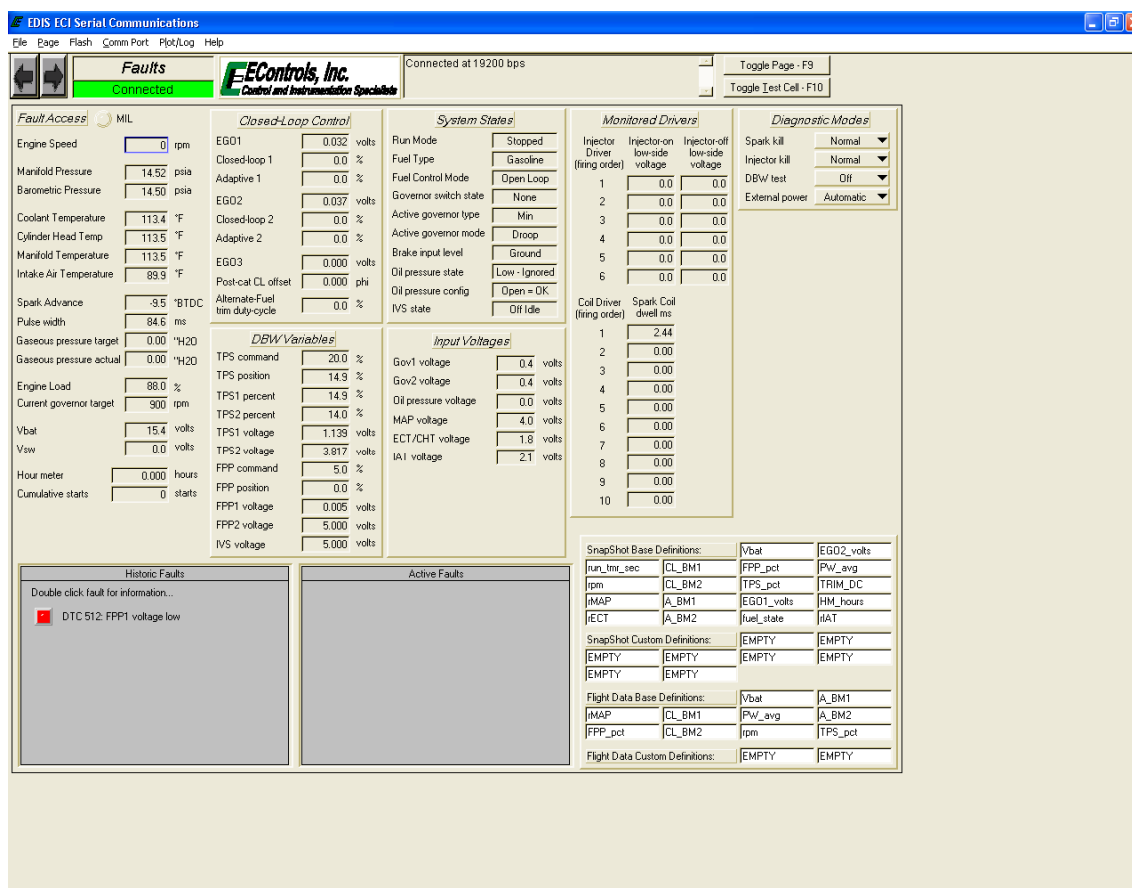 EDIS ECI Serial Communications
File Page Flash Comm Port Plot/Log Help
Faults
Connected
EControls, Inc.
Control and Instrumentation Specialists
Connected at 19200 bps
Toggle Page - F9
Toggle Test Cell - F10
Fault Access MIL
Engine Speed 0 rpm
Manifold Pressure 14.52 psia
Barometric Pressure 14.50 psia
Coolant Temperature 113.4 °F
Cylinder Head Temp 113.5 °F
Manifold Temperature 113.5 °F
Intake Air Temperature 89.9 °F
Spark Advance -9.5 °BTDC
Pulse width 84.6 ms
Gaseous pressure target 0.00 "H2O
Gaseous pressure actual 0.00 "H2O
Engine Load 88.0 %
Current governor target 900 rpm
Vbat 15.4 volts
Vsw 0.0 volts
Hour meter 0.000 hours
Cumulative starts 0 starts
Closed-Loop Control
EGO1 0.032 volts
Closed-loop 1 0.0 %
Adaptive 1 0.0 %
EGO2 0.037 volts
Closed-loop 2 0.0 %
Adaptive 2 0.0 %
EGO3 0.000 volts
Post-cat CL offset 0.000 phi
Alternate-Fuel
trim duty-cycle 0.0 %
DBW Variables
TPS command 20.0 %
TPS position 14.9 %
TPS1 percent 14.9 %
TPS2 percent 14.0 %
TPS1 voltage 1.139 volts
TPS2 voltage 3.817 volts
FPP command 5.0 %
FPP position 0.0 %
FPP1 voltage 0.005 volts
FPP2 voltage 5.000 volts
IVS voltage 5.000 volts
System States
Run Mode Stopped
Fuel Type Gasoline
Fuel Control Mode Open Loop
Governor switch state None
Active governor type Min
Active governor mode Droop
Brake input level Ground
Oil pressure state Low - Ignored
Oil pressure config Open = OK
IVS state Off Idle
Input Voltages
Gov1 voltage 0.4 volts
Gov2 voltage 0.4 volts
Oil pressure voltage 0.0 volts
MAP voltage 4.0 volts
ECT/CHT voltage 1.8 volts
IAT voltage 2.1 volts
Monitored Drivers
Injector Injector-on Injector-off
Driver low-side low-side
(firing order) voltage voltage
1 0.0 0.0
2 0.0 0.0
3 0.0 0.0
4 0.0 0.0
5 0.0 0.0
6 0.0 0.0
Coil Driver Spark Coil
(firing order) dwell ms
1 2.44
2 0.00
3 0.00
4 0.00
5 0.00
6 0.00
7 0.00
8 0.00
9 0.00
10 0.00
Diagnostic Modes
Spark kill Normal
Injector kill Normal
DBW test Off
External power Automatic
Historic Faults
Double click fault for information...
DTC 512: FPP1 voltage low
Active Faults
SnapShot Base Definitions: Vbat EGO2_volts
run_tmr_sec CL_BM1 FPP_pct PW_avg
rpm CL_BM2 TPS_pct TRIM_DC
rMAP A_BM1 EGO1_volts HM_hours
rECT A_BM2 fuel_state rIAT
SnapShot Custom Definitions: EMPTY EMPTY
EMPTY EMPTY EMPTY EMPTY
EMPTY EMPTY
Flight Data Base Definitions: Vbat A_BM1
rMAP CL_BM1 PW_avg A_BM2
FPP_pct CL_BM2 rpm TPS_pct
Flight Data Custom Definitions: EMPTY EMPTY